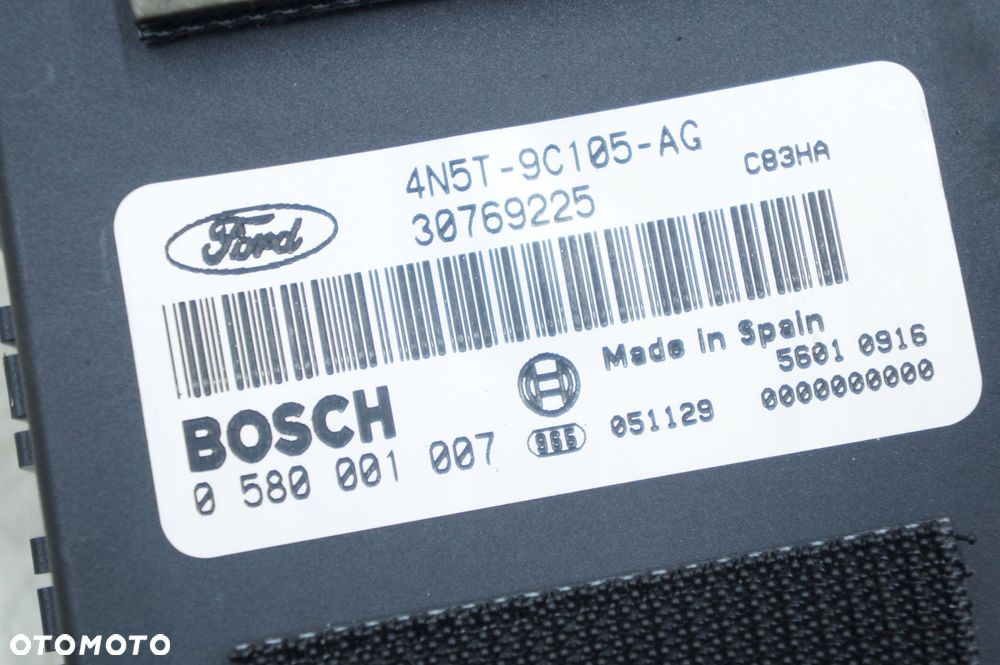 4N5T-9C105-AG
C83HA
Ford
30769225
Made in Spain
BOSCH
5601 0916
0 580 001 007
965
051129
0000000000
OTOMOTO